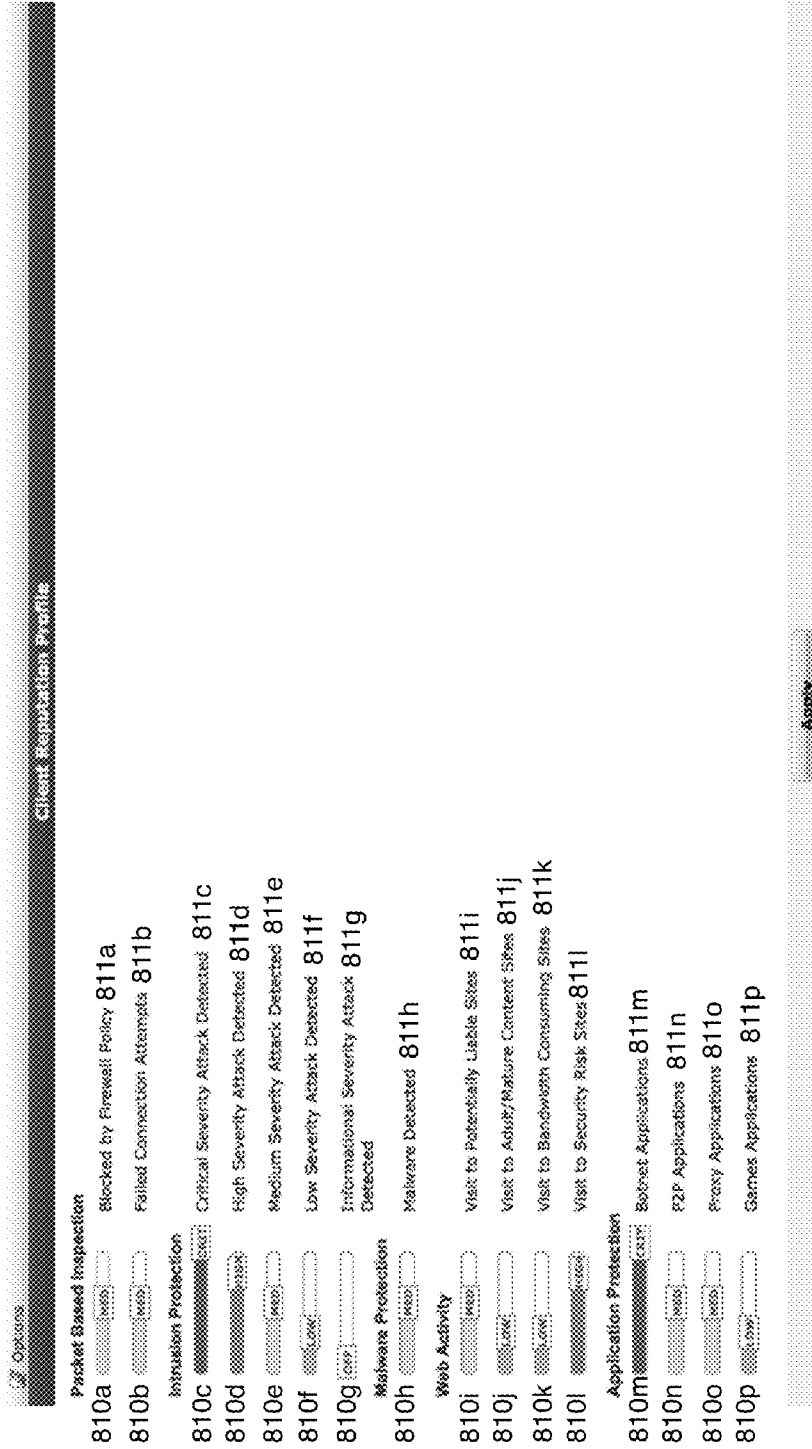 Options
Client Reputation Profile
Packet Based Inspection
810a MED Blocked by Firewall Policy 811a
810b MED Failed Connection Attempts 811b
Intrusion Protection
810c CRIT Critical Severity Attack Detected 811c
810d HIGH High Severity Attack Detected 811d
810e MED Medium Severity Attack Detected 811e
810f LOW Low Severity Attack Detected 811f
810g OFF Informational Severity Attack 811g
Detected
Malware Protection
810h MED Malware Detected 811h
Web Activity
810i MED Visit to Potentially Liable Sites 811i
810j LOW Visit to Adult/Mature Content Sites 811j
810k LOW Visit to Bandwidth Consuming Sites 811k
810l HIGH Visit to Security Risk Sites 811l
Application Protection
810m CRIT Botnet Applications 811m
810n MED P2P Applications 811n
810o MED Proxy Applications 811o
810p LOW Games Applications 811p
Apply